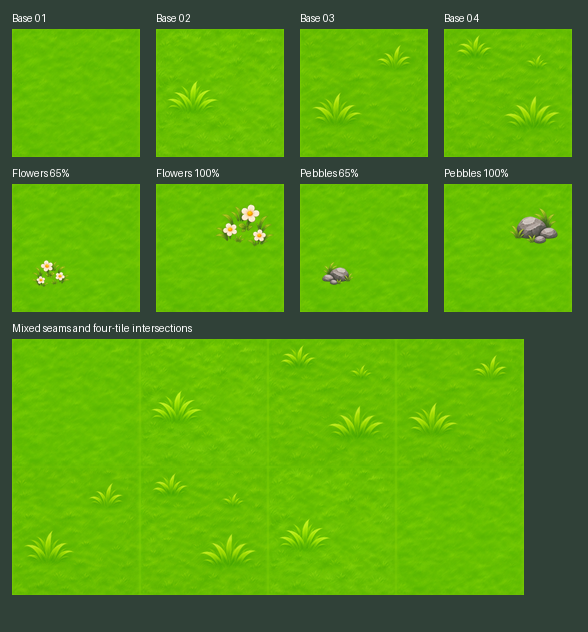 Base 01
Base 02
Base 03
Base 04
Flowers 65%
Flowers 100%
Pebbles 65%
Pebbles 100%
Mixed seams and four-tile intersections